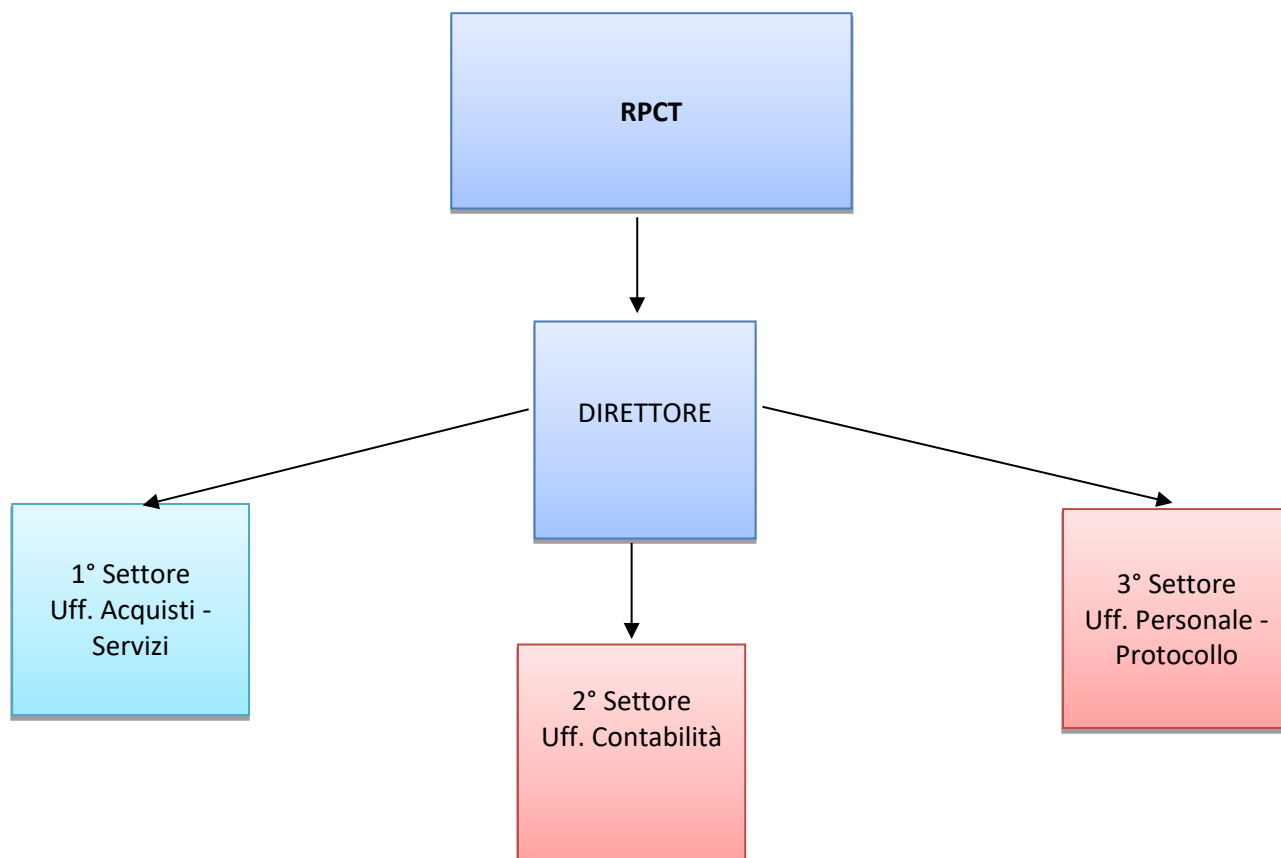 RPCT
DIRETTORE
1° Settore
Uff. Acquisti -
Servizi
2° Settore
Uff. Contabilità
3° Settore
Uff. Personale -
Protocollo